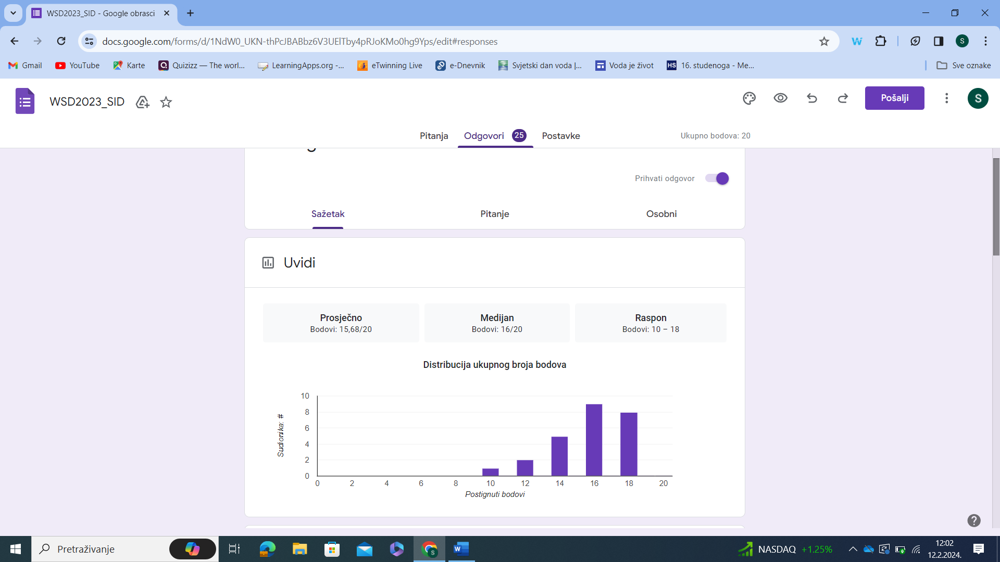 WSD2023_SID - Google obrasci
docs.google.com/forms/d/1NdW0_UKN-thPcJBABbz6V3UElTby4pRJoKMo0hg9Yps/edit#responses
S
Gmail
YouTube
Karte
Quizizz — The worl...
LearningApps.org -...
eTwinning Live
e-Dnevnik
Svjetski dan voda |...
Voda je život
HS
16. studenoga - Me...
Sve oznake
WSD2023_SID
Pošalji
S
Pitanja
Odgovori 25
Postavke
Ukupno bodova: 20
Prihvati odgovor
Sažetak
Pitanje
Osobni
Uvidi
Prosječno
Bodovi: 15,68/20
Medijan
Bodovi: 16/20
Raspon
Bodovi: 10 – 18
Distribucija ukupnog broja bodova
Sudionika: #
10
8
6
4
2
0
0 2 4 6 8 10 12 14 16 18 20
Postignuti bodovi
Pretraživanje
NASDAQ +1.25%
12:02
12.2.2024.